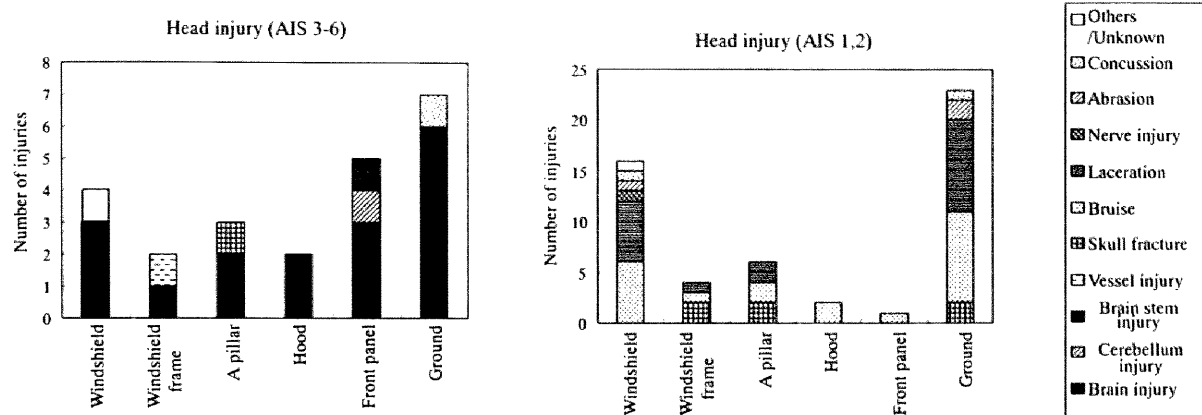 Head injury (AIS 3-6)
Number of injuries
8
7
6
5
4
3
2
1
0
Windshield
Windshield
frame
A pillar
Hood
Front panel
Ground
Head injury (AIS 1,2)
Number of injuries
25
20
15
10
5
0
Windshield
Windshield
frame
A pillar
Hood
Front panel
Ground
Others
/Unknown
Concussion
Abrasion
Nerve injury
Laceration
Bruise
Skull fracture
Vessel injury
Brain stem
injury
Cerebellum
injury
Brain injury